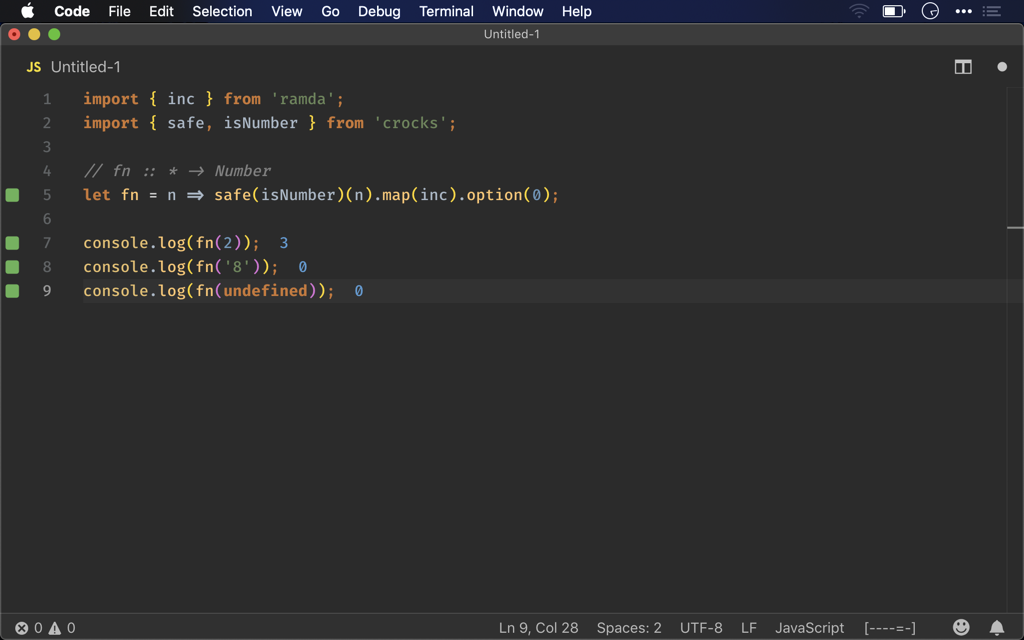 Code File Edit Selection View Go Debug Terminal Window Help
Untitled-1
JS Untitled-1
1 import { inc } from 'ramda';
2 import { safe, isNumber } from 'crocks';
3
4 // fn :: * → Number
5 let fn = n ⇒ safe(isNumber)(n).map(inc).option(0);
6
7 console.log(fn(2)); 3
8 console.log(fn('8')); 0
9 console.log(fn(undefined)); 0
0 0 Ln 9, Col 28 Spaces: 2 UTF-8 LF JavaScript [----=-]